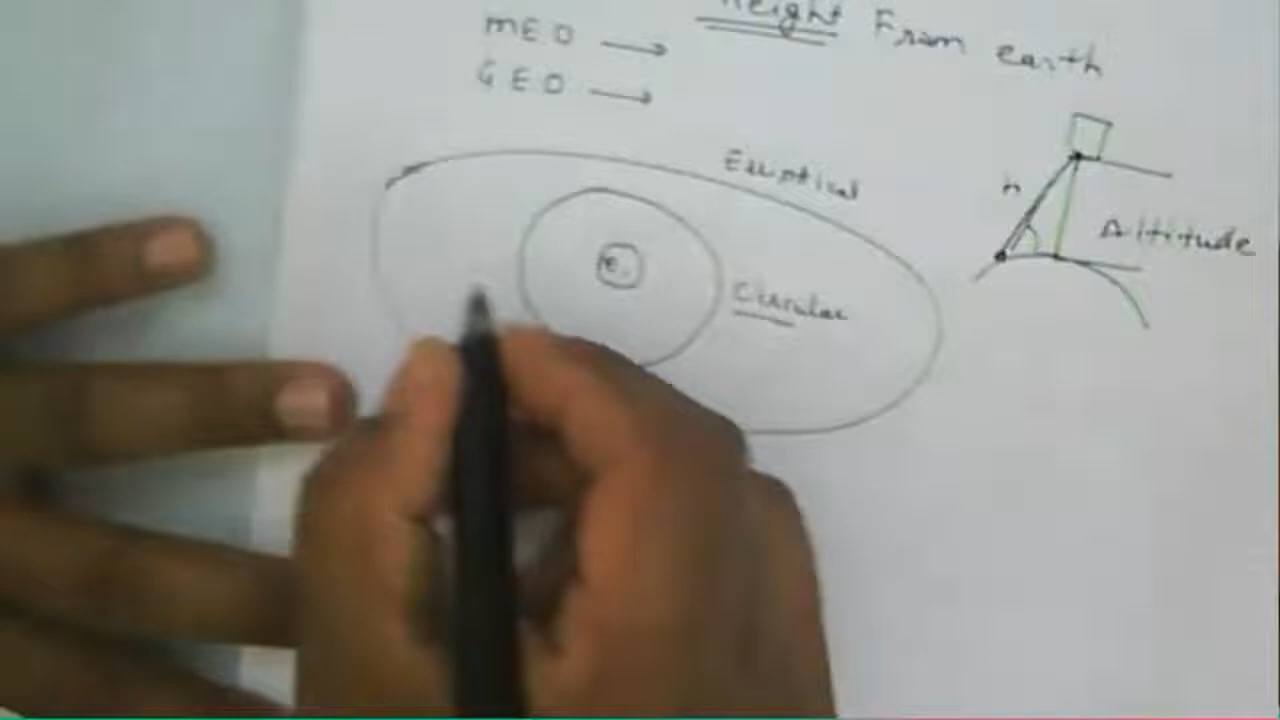 Height From earth
MEO →
GEO →
Elliptical
h
Altitude
e.
Circular